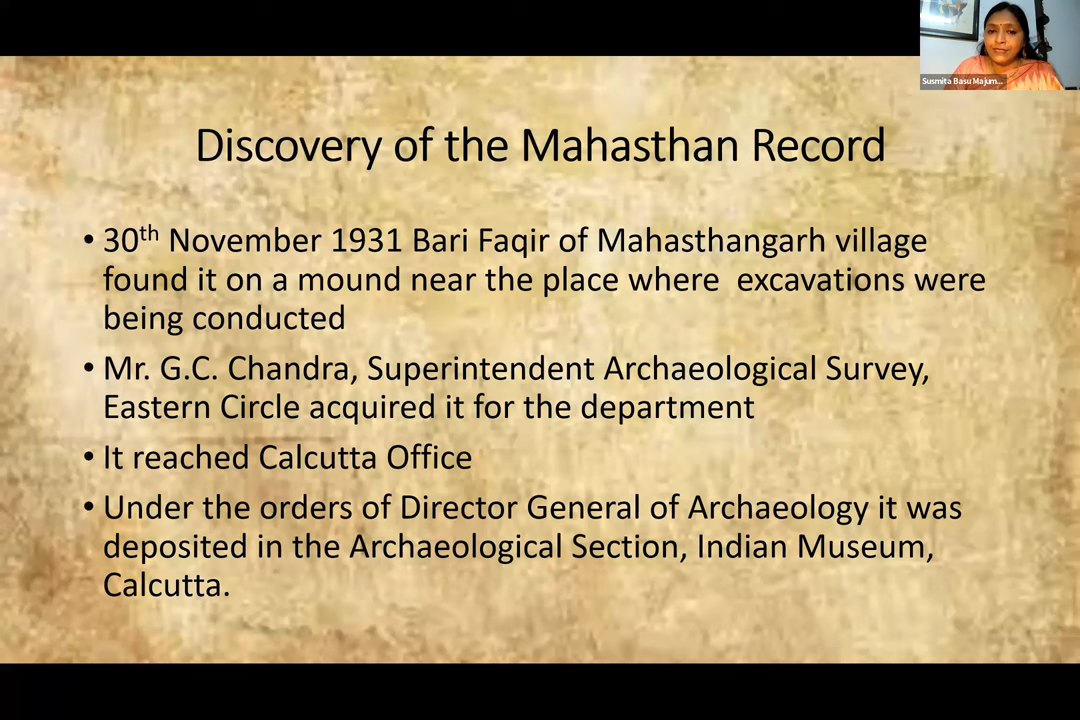 Susmita Basu Majum...
Discovery of the Mahasthan Record
• 30th November 1931 Bari Faqir of Mahasthangarh village
found it on a mound near the place where excavations were
being conducted
• Mr. G.C. Chandra, Superintendent Archaeological Survey,
Eastern Circle acquired it for the department
• It reached Calcutta Office
• Under the orders of Director General of Archaeology it was
deposited in the Archaeological Section, Indian Museum,
Calcutta.